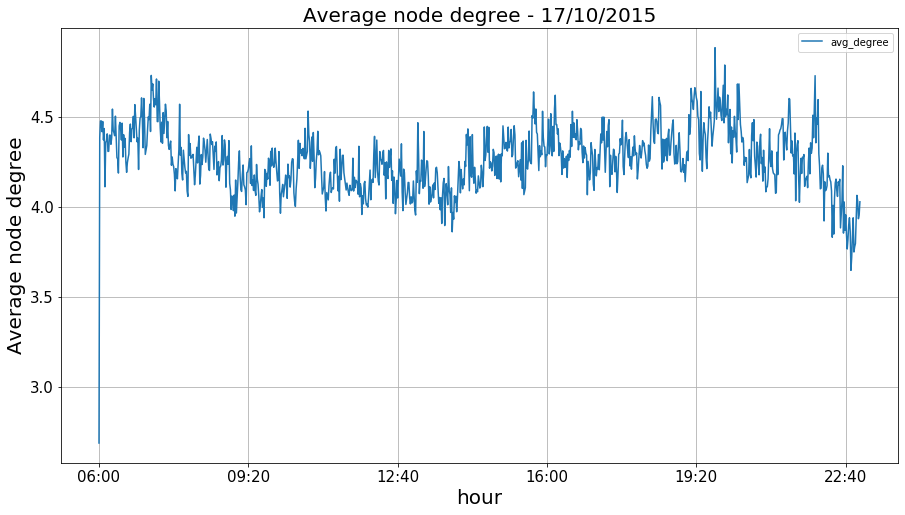 Average node degree - 17/10/2015
avg_degree
Average node degree
4.5
4.0
3.5
3.0
06:00 09:20 12:40 16:00 19:20 22:40
hour